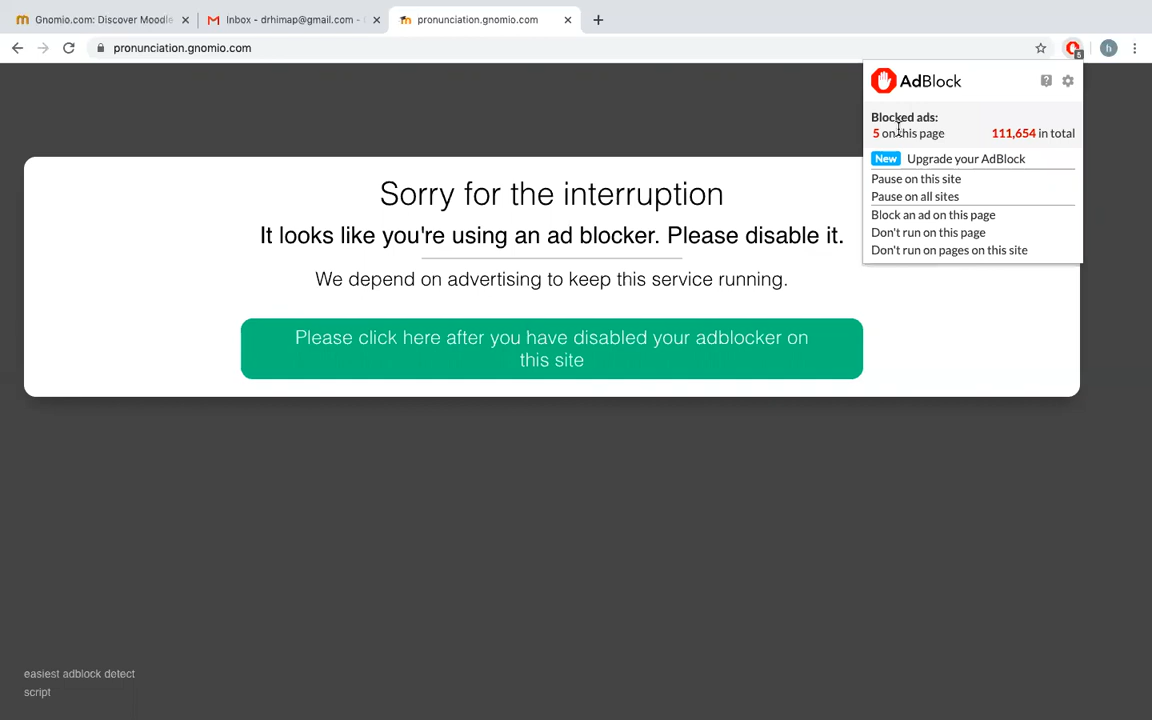 Gnomio.com: Discover Moodle
Inbox - drhimap@gmail.com -
pronunciation.gnomio.com
pronunciation.gnomio.com
5
h
AdBlock
Blocked ads:
5 on this page 111,654 in total
New Upgrade your AdBlock
Pause on this site
Pause on all sites
Block an ad on this page
Don't run on this page
Don't run on pages on this site
Sorry for the interruption
It looks like you're using an ad blocker. Please disable it.
We depend on advertising to keep this service running.
Please click here after you have disabled your adblocker on
this site
easiest adblock detect
script